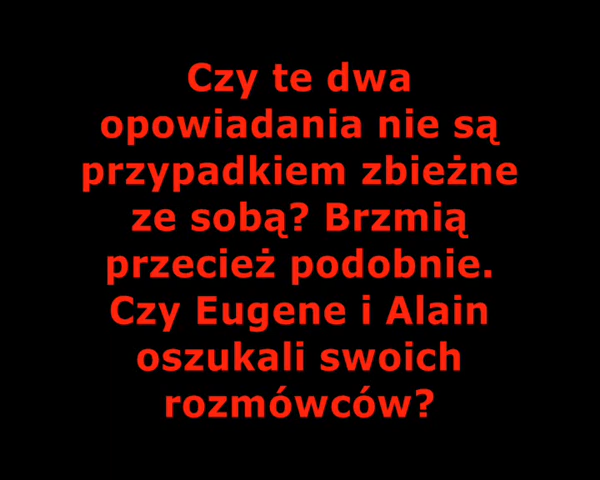 Czy te dwa
opowiadania nie są
przypadkiem zbieżne
ze sobą? Brzmią
przecież podobnie.
Czy Eugene i Alain
oszukali swoich
rozmówców?